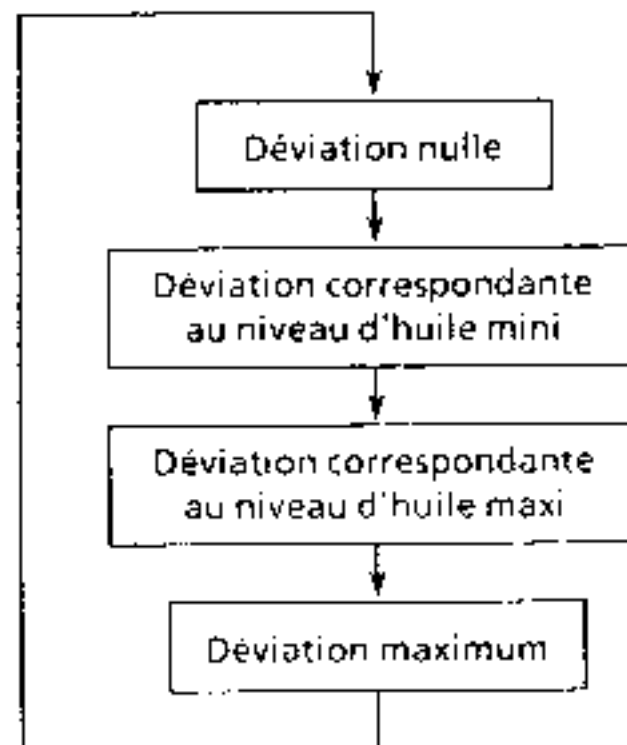 Déviation nulle
Déviation correspondante
au niveau d'huile mini
Déviation correspondante
au niveau d'huile maxi
Déviation maximum